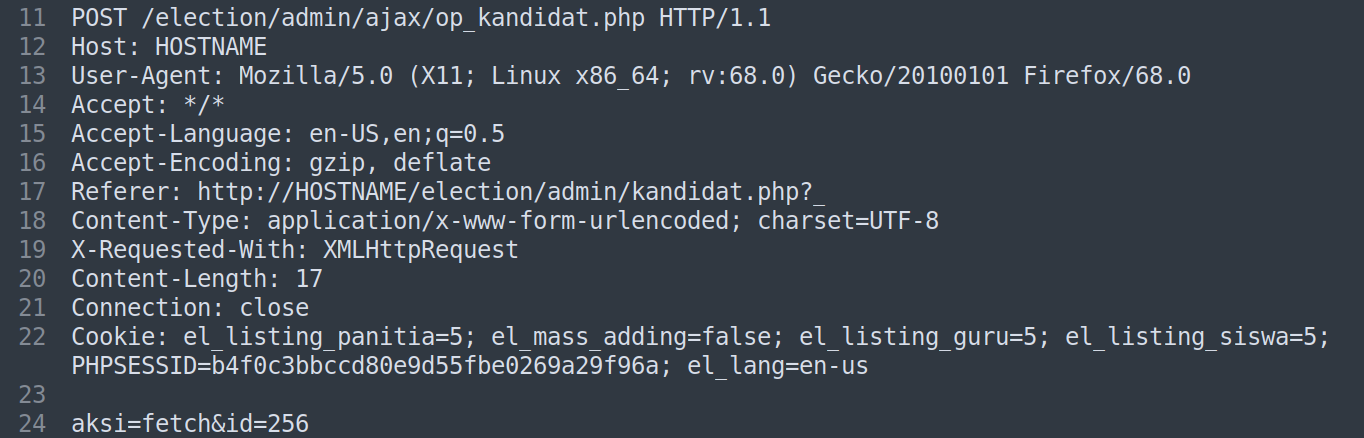 11 POST /election/admin/ajax/op_kandidat.php HTTP/1.1
12 Host: HOSTNAME
13 User-Agent: Mozilla/5.0 (X11; Linux x86_64; rv:68.0) Gecko/20100101 Firefox/68.0
14 Accept: */*
15 Accept-Language: en-US,en;q=0.5
16 Accept-Encoding: gzip, deflate
17 Referer: http://HOSTNAME/election/admin/kandidat.php?_
18 Content-Type: application/x-www-form-urlencoded; charset=UTF-8
19 X-Requested-With: XMLHttpRequest
20 Content-Length: 17
21 Connection: close
22 Cookie: el_listing_panitia=5; el_mass_adding=false; el_listing_guru=5; el_listing_siswa=5;
PHPSESSID=b4f0c3bbccd80e9d55fbe0269a29f96a; el_lang=en-us
23
24 aksi=fetch&id=256